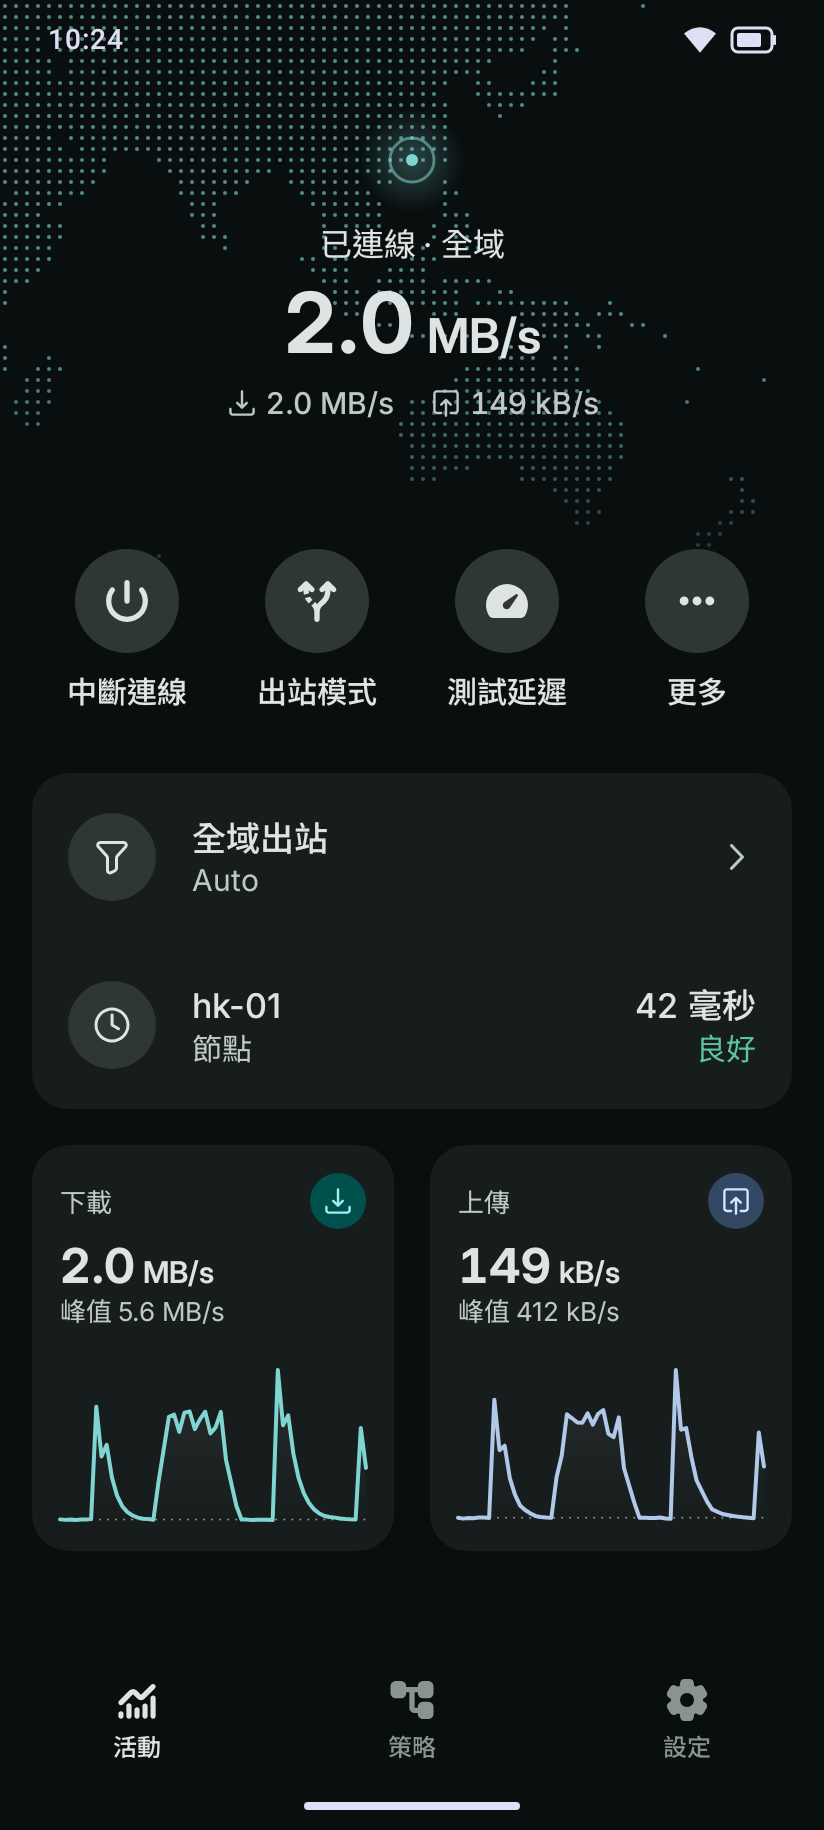 10:24
已連線 · 全域
2.0 MB/s
2.0 MB/s 149 kB/s
中斷連線 出站模式 測試延遲 更多
全域出站
Auto
hk-01 42 毫秒
節點 良好
下載 上傳
2.0 MB/s 149 kB/s
峰值 5.6 MB/s 峰值 412 kB/s
活動 策略 設定